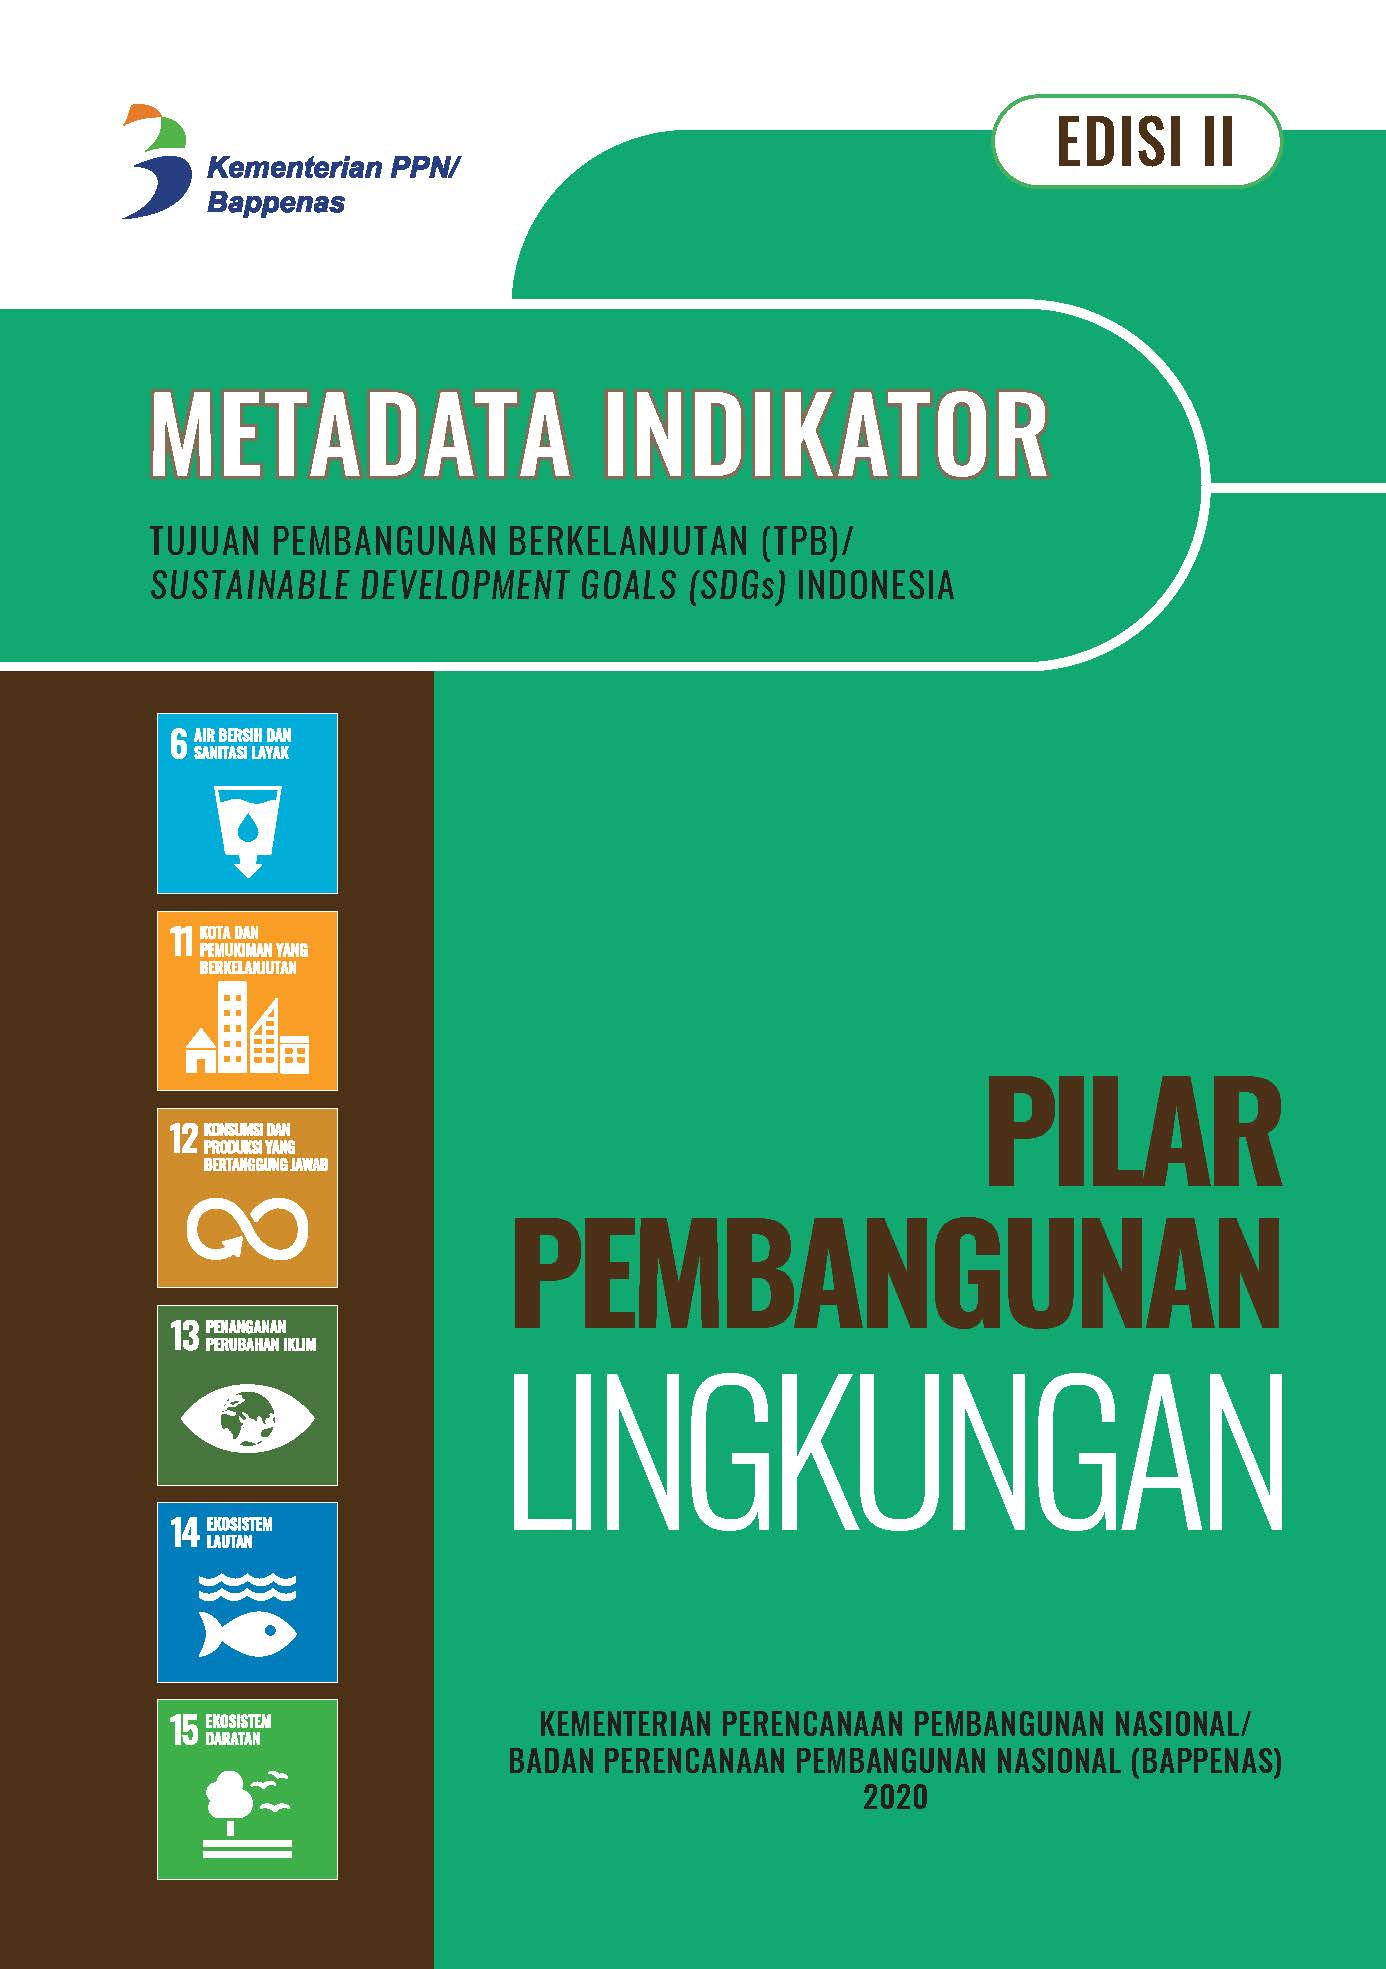 Kementerian PPN/
Bappenas
EDISI II
METADATA INDIKATOR
TUJUAN PEMBANGUNAN BERKELANJUTAN (TPB)/
SUSTAINABLE DEVELOPMENT GOALS (SDGs) INDONESIA
6 AIR BERSIH DAN
SANITASI LAYAK
11 KOTA DAN
PEMUKIMAN YANG
BERKELANJUTAN
12 KONSUMSI DAN
PRODUKSI YANG
BERTANGGUNG JAWAB
13 PENANGANAN
PERUBAHAN IKLIM
14 EKOSISTEM
LAUTAN
15 EKOSISTEM
DARATAN
PILAR
PEMBANGUNAN
LINGKUNGAN
KEMENTERIAN PERENCANAAN PEMBANGUNAN NASIONAL/
BADAN PERENCANAAN PEMBANGUNAN NASIONAL (BAPPENAS)
2020